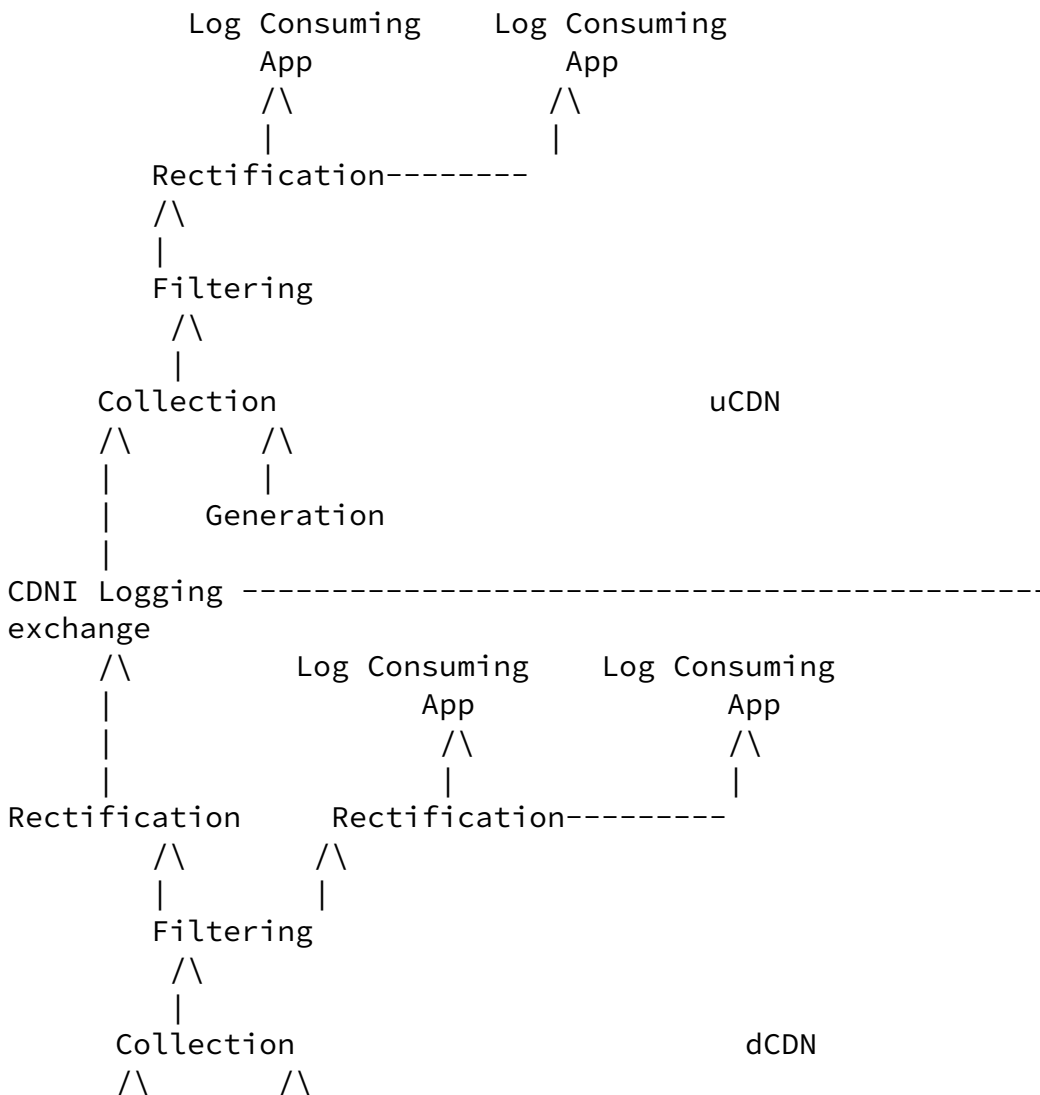 Log Consuming    Log Consuming
App              App
/\             /\
|               |
Rectification--------
/\
|
Filtering
/\
|
Collection                        uCDN
/\       /\
|        |
|     Generation
|
CDNI Logging ---------------------------------------------
exchange
/\         Log Consuming    Log Consuming
|                 App              App
|                  /\              /\
|                  |               |
Rectification     Rectification---------
/\       /\
|        |
Filtering
/\
|
Collection                         dCDN
/\       /\